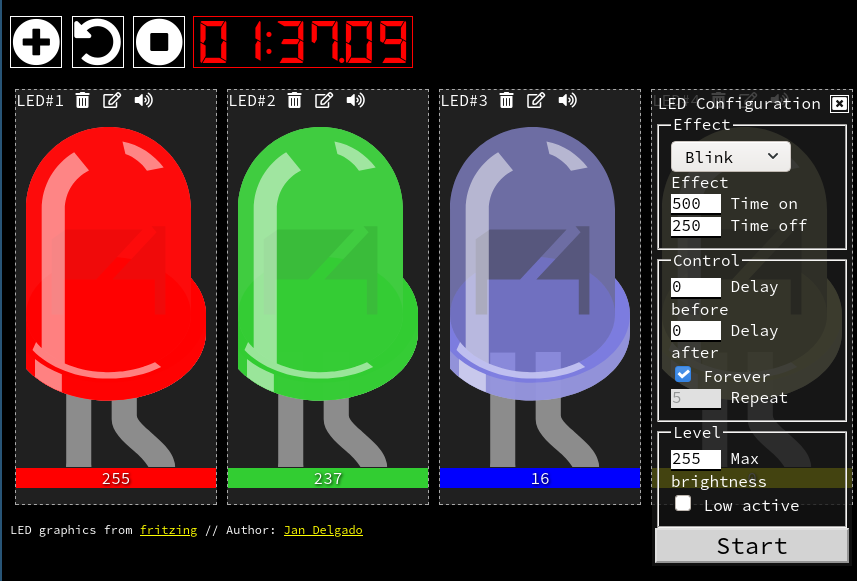 01:37.09
LED#1
LED#2
LED#3
LED#4
LED Configuration
Effect
Blink
Effect
500 Time on
250 Time off
Control
0 Delay
before
0 Delay
after
Forever
5 Repeat
Level
255 Max
brightness
Low active
Start
255
237
16
LED graphics from fritzing // Author: Jan Delgado